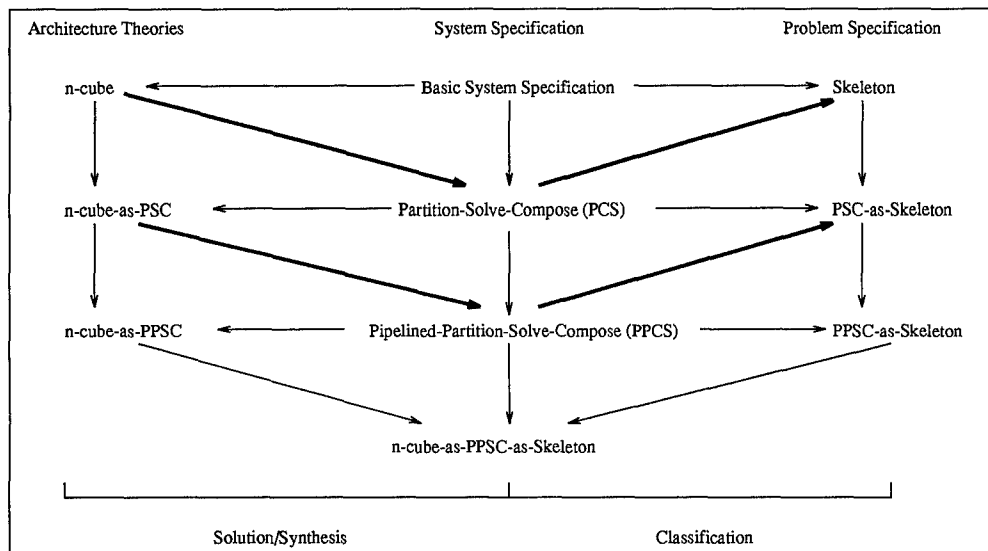 Architecture Theories
System Specification
Problem Specification
n-cube
Basic System Specification
Skeleton
n-cube-as-PSC
Partition-Solve-Compose (PCS)
PSC-as-Skeleton
n-cube-as-PPSC
Pipelined-Partition-Solve-Compose (PPCS)
PPSC-as-Skeleton
n-cube-as-PPSC-as-Skeleton
Solution/Synthesis
Classification